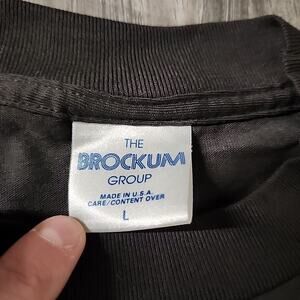 THE
BROCKUM
GROUP
MADE IN U.S.A.
CARE/CONTENT OVER
L